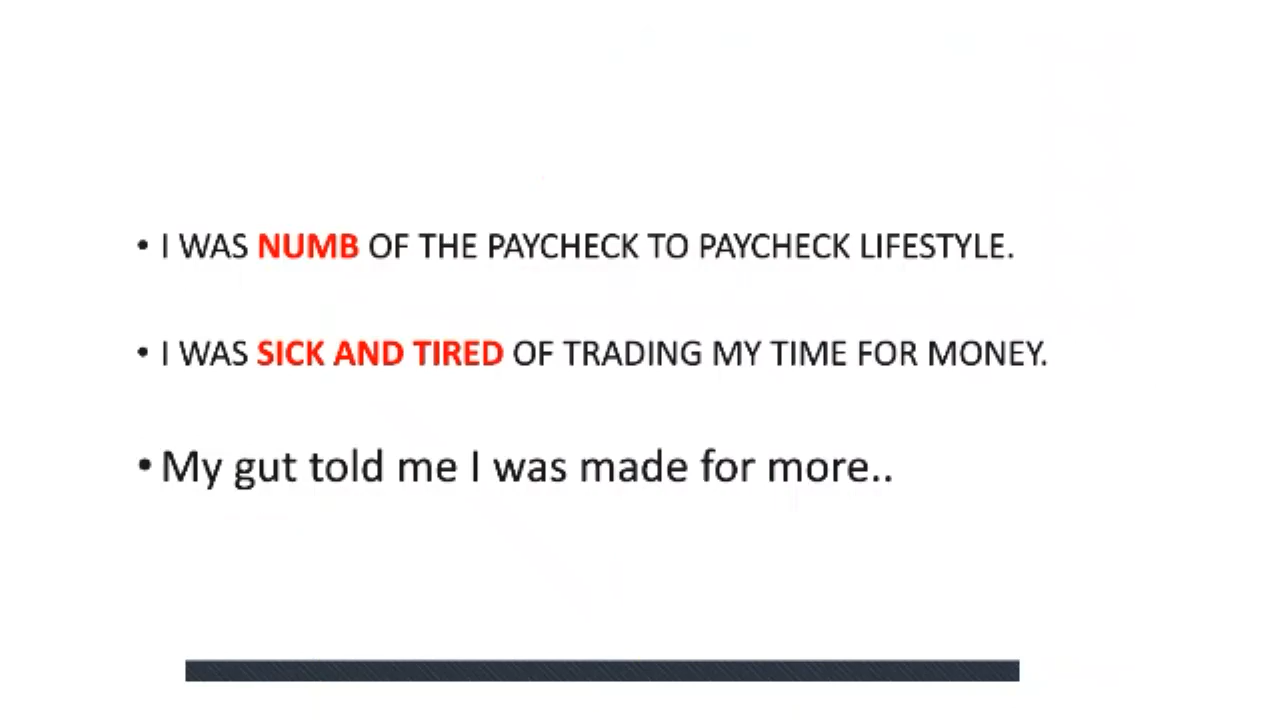 • I WAS NUMB OF THE PAYCHECK TO PAYCHECK LIFESTYLE.
• I WAS SICK AND TIRED OF TRADING MY TIME FOR MONEY.
• My gut told me I was made for more..